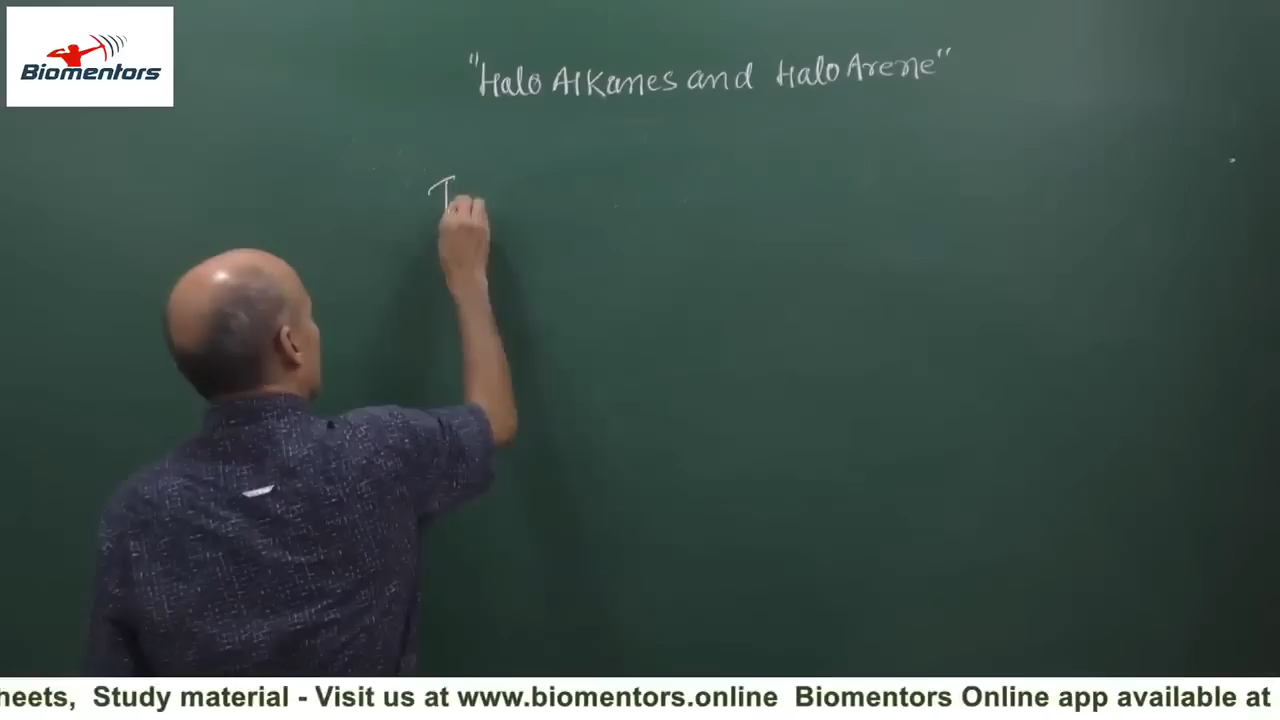 Biomentors
"Halo Alkanes and Halo Arene"
T
heets, Study material - Visit us at www.biomentors.online Biomentors Online app available at